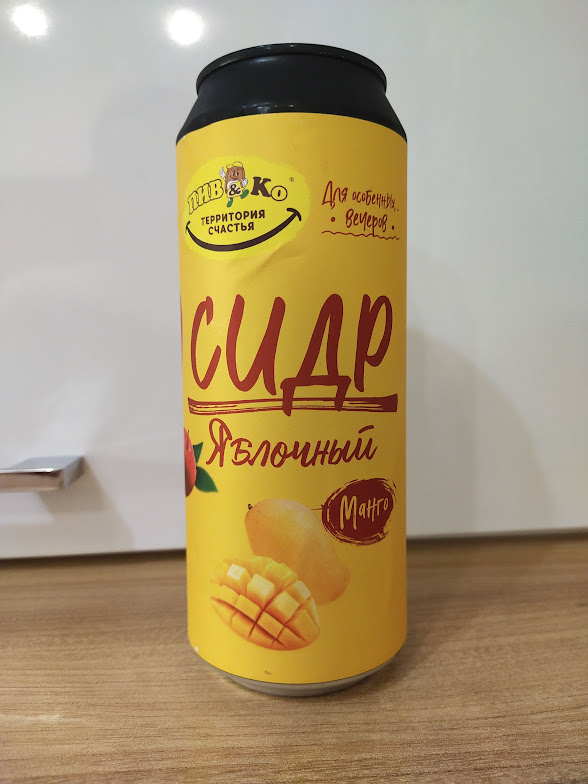 ПИВ&КО®
ТЕРРИТОРИЯ
СЧАСТЬЯ
Для особенных...
• вечеров •
СИДР
Яблочный
Манго